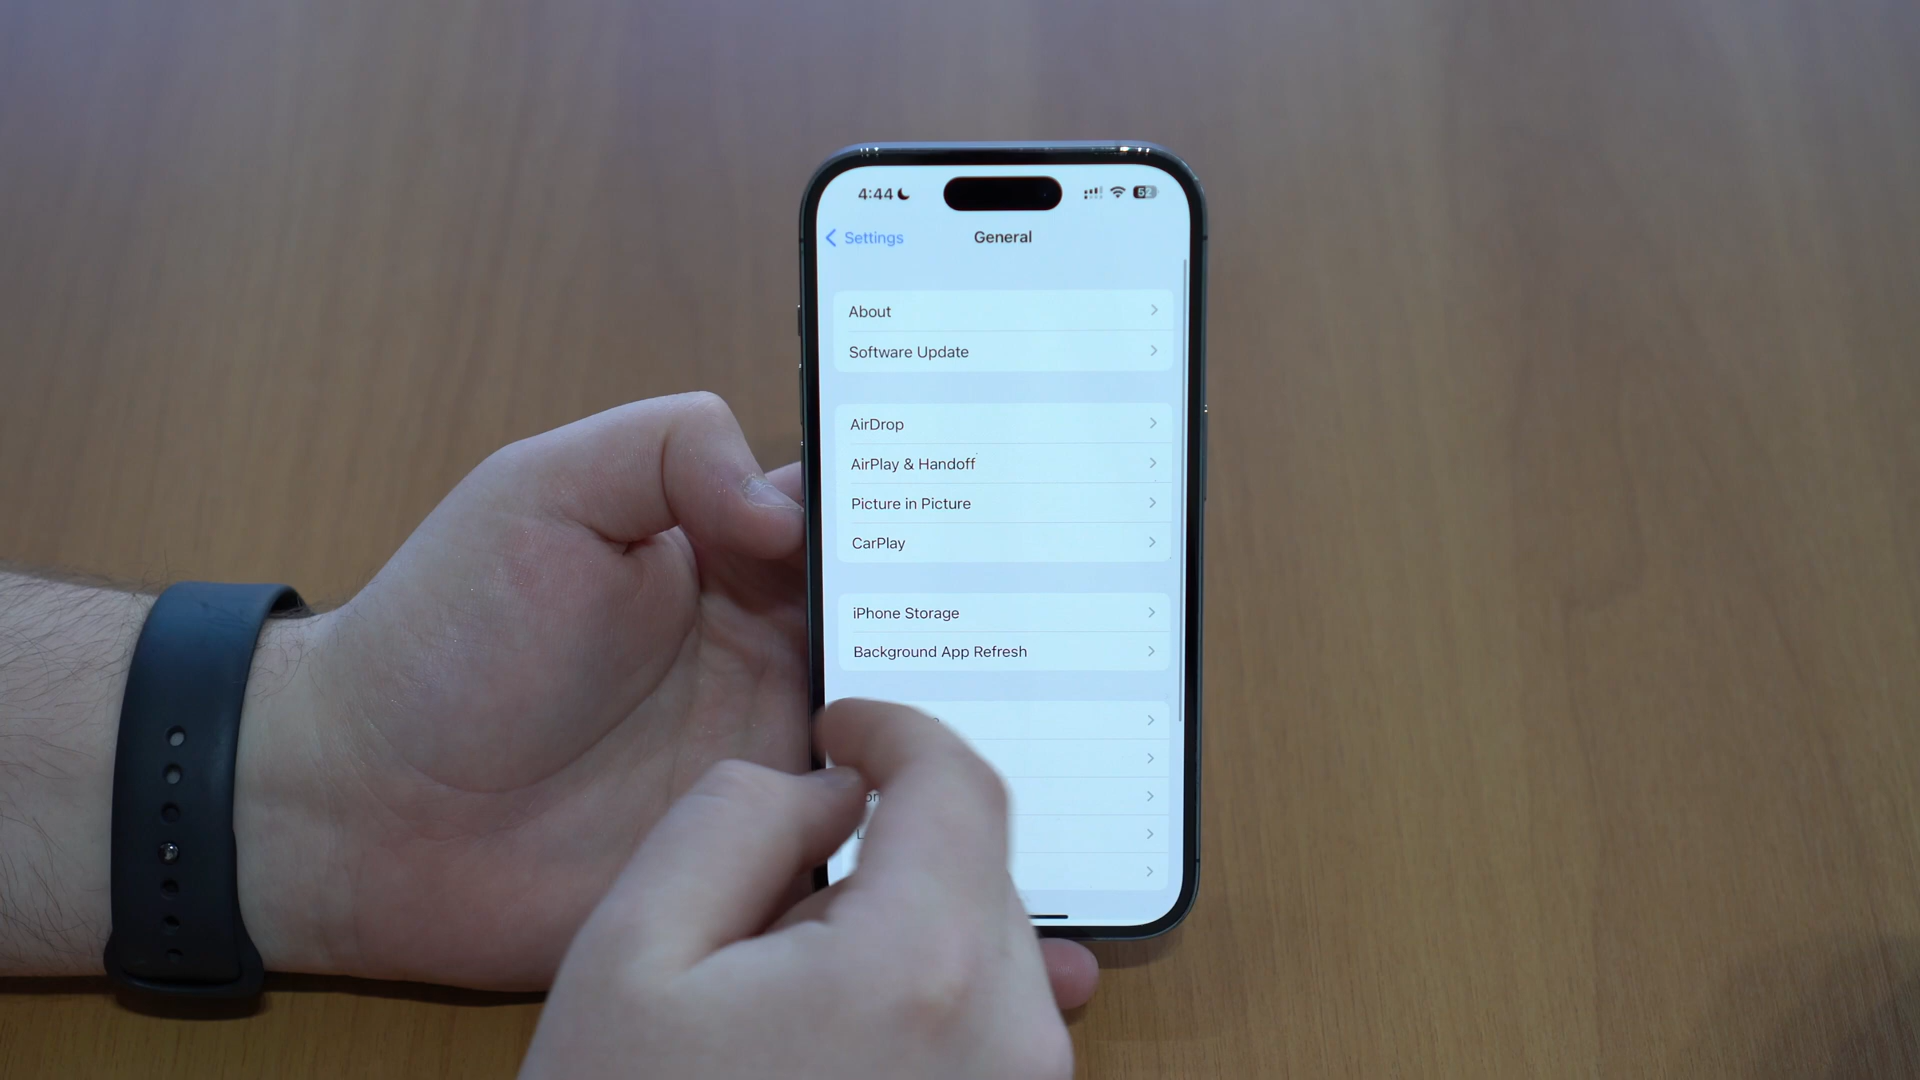 4:44
52
Settings
General
About
Software Update
AirDrop
AirPlay & Handoff
Picture in Picture
CarPlay
iPhone Storage
Background App Refresh